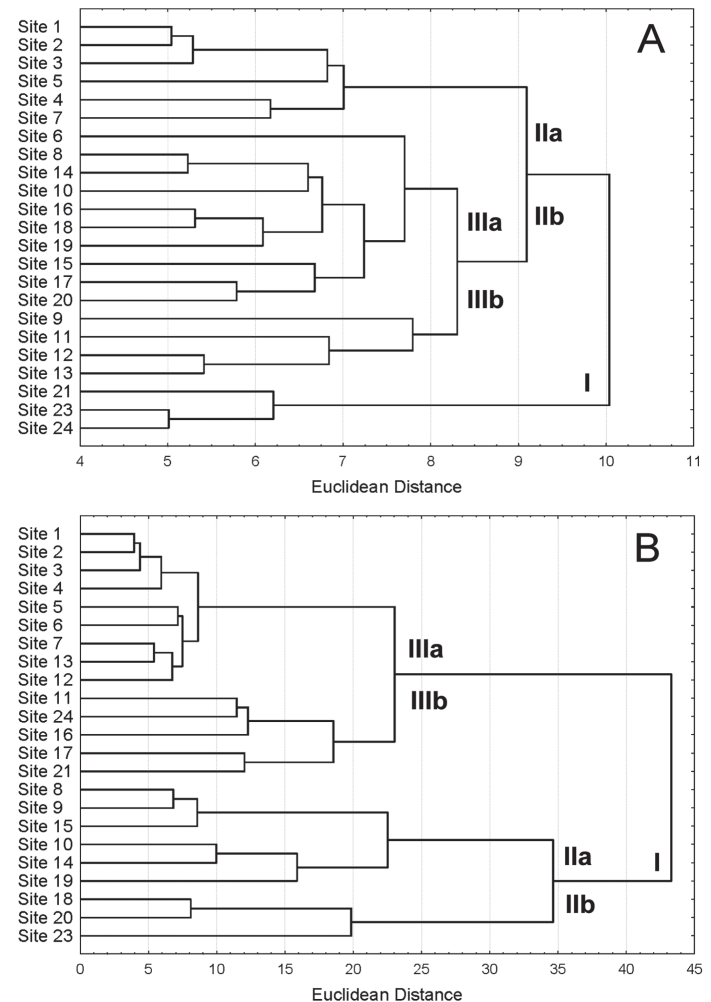 A
Site 1
Site 2
Site 3
Site 5
Site 4
Site 7
Site 6
Site 8
Site 14
Site 10
Site 16
Site 18
Site 19
Site 15
Site 17
Site 20
Site 9
Site 11
Site 12
Site 13
Site 21
Site 23
Site 24
IIa
IIb
IIIa
IIIb
I
4 5 6 7 8 9 10 11
Euclidean Distance
B
Site 1
Site 2
Site 3
Site 4
Site 5
Site 6
Site 7
Site 13
Site 12
Site 11
Site 24
Site 16
Site 17
Site 21
Site 8
Site 9
Site 15
Site 10
Site 14
Site 19
Site 18
Site 20
Site 23
IIIa
IIIb
IIa
I
IIb
0 5 10 15 20 25 30 35 40 45
Euclidean Distance